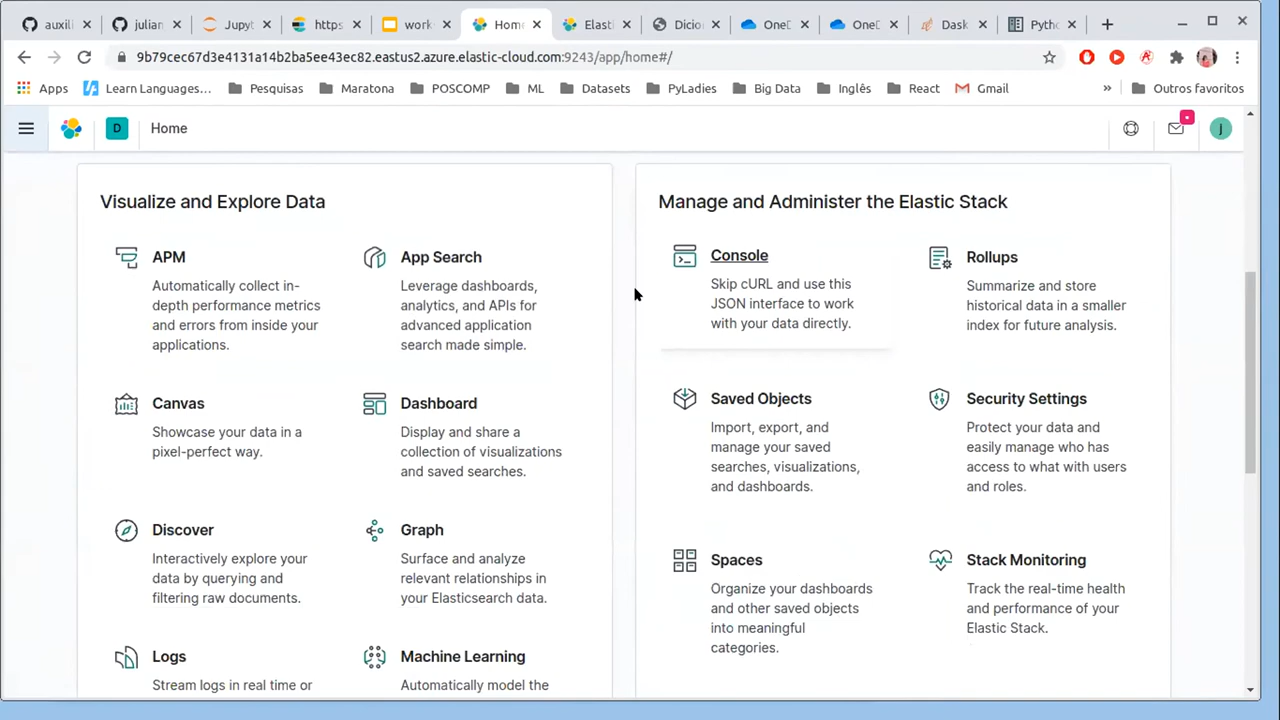 auxili
julian
Jupyt
https
work
Home
Elasti
Dicio
OneD
OneD
Dask
Pytho
9b79cec67d3e4131a14b2ba5ee43ec82.eastus2.azure.elastic-cloud.com:9243/app/home#/
Apps
Learn Languages...
Pesquisas
Maratona
POSCOMP
ML
Datasets
PyLadies
Big Data
Inglês
React
Gmail
»
Outros favoritos
D
Home
j
Visualize and Explore Data
APM
Automatically collect in-
depth performance metrics
and errors from inside your
applications.
App Search
Leverage dashboards,
analytics, and APIs for
advanced application
search made simple.
Canvas
Showcase your data in a
pixel-perfect way.
Dashboard
Display and share a
collection of visualizations
and saved searches.
Discover
Interactively explore your
data by querying and
filtering raw documents.
Graph
Surface and analyze
relevant relationships in
your Elasticsearch data.
Logs
Stream logs in real time or
Machine Learning
Automatically model the
Manage and Administer the Elastic Stack
Console
Skip cURL and use this
JSON interface to work
with your data directly.
Rollups
Summarize and store
historical data in a smaller
index for future analysis.
Saved Objects
Import, export, and
manage your saved
searches, visualizations,
and dashboards.
Security Settings
Protect your data and
easily manage who has
access to what with users
and roles.
Spaces
Organize your dashboards
and other saved objects
into meaningful
categories.
Stack Monitoring
Track the real-time health
and performance of your
Elastic Stack.